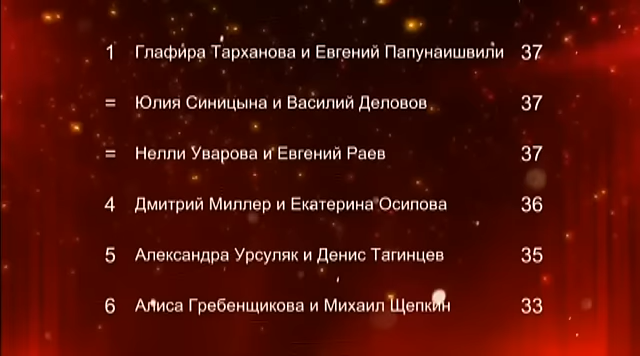 1 Глафира Тарханова и Евгений Папунаишвили 37
= Юлия Синицына и Василий Деловов 37
= Нелли Уварова и Евгений Раев 37
4 Дмитрий Миллер и Екатерина Осипова 36
5 Александра Урсуляк и Денис Тагинцев 35
6 Алиса Гребенщикова и Михаил Щепкин 33